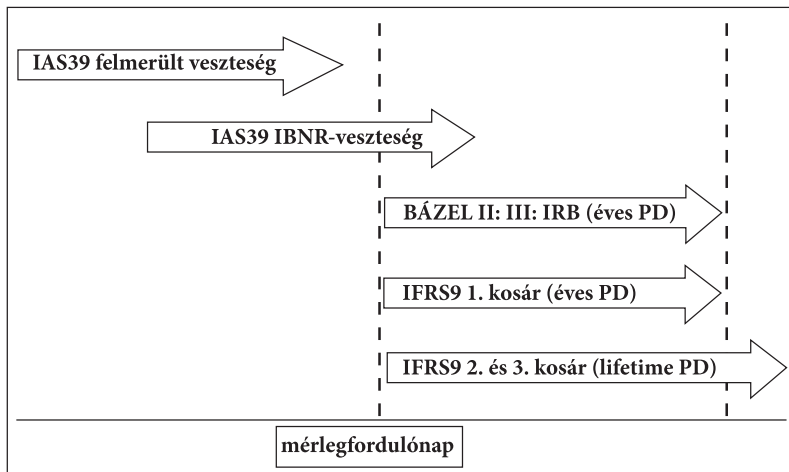 IAS39 felmerült veszteség
IAS39 IBNR-veszteség
BÁZEL II: III: IRB (éves PD)
IFRS9 1. kosár (éves PD)
IFRS9 2. és 3. kosár (lifetime PD)
mérlegfordulónap